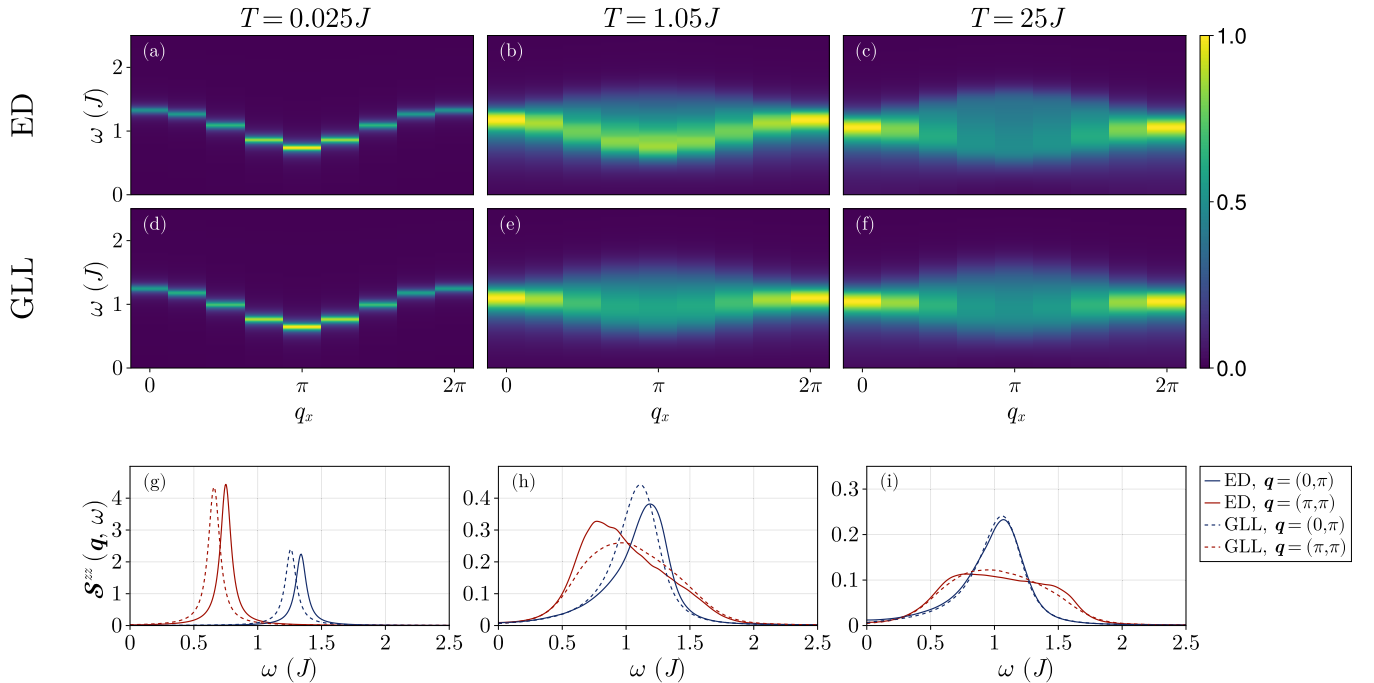 T = 0.025J
T = 1.05J
T = 25J
ED
GLL
(a)
(b)
(c)
2
1
0
ω (J)
1.0
0.5
0.0
(d)
(e)
(f)
2
1
0
ω (J)
0 π 2π
0 π 2π
0 π 2π
q_x
q_x
q_x
(g)
(h)
(i)
𝓢^{zz}(q, ω)
4
3
2
1
0
0.4
0.3
0.2
0.1
0
0.3
0.2
0.1
0
0 0.5 1 1.5 2 2.5
0 0.5 1 1.5 2 2.5
0 0.5 1 1.5 2 2.5
ω (J)
ω (J)
ω (J)
ED, q = (0,π)
ED, q = (π,π)
GLL, q = (0,π)
GLL, q = (π,π)